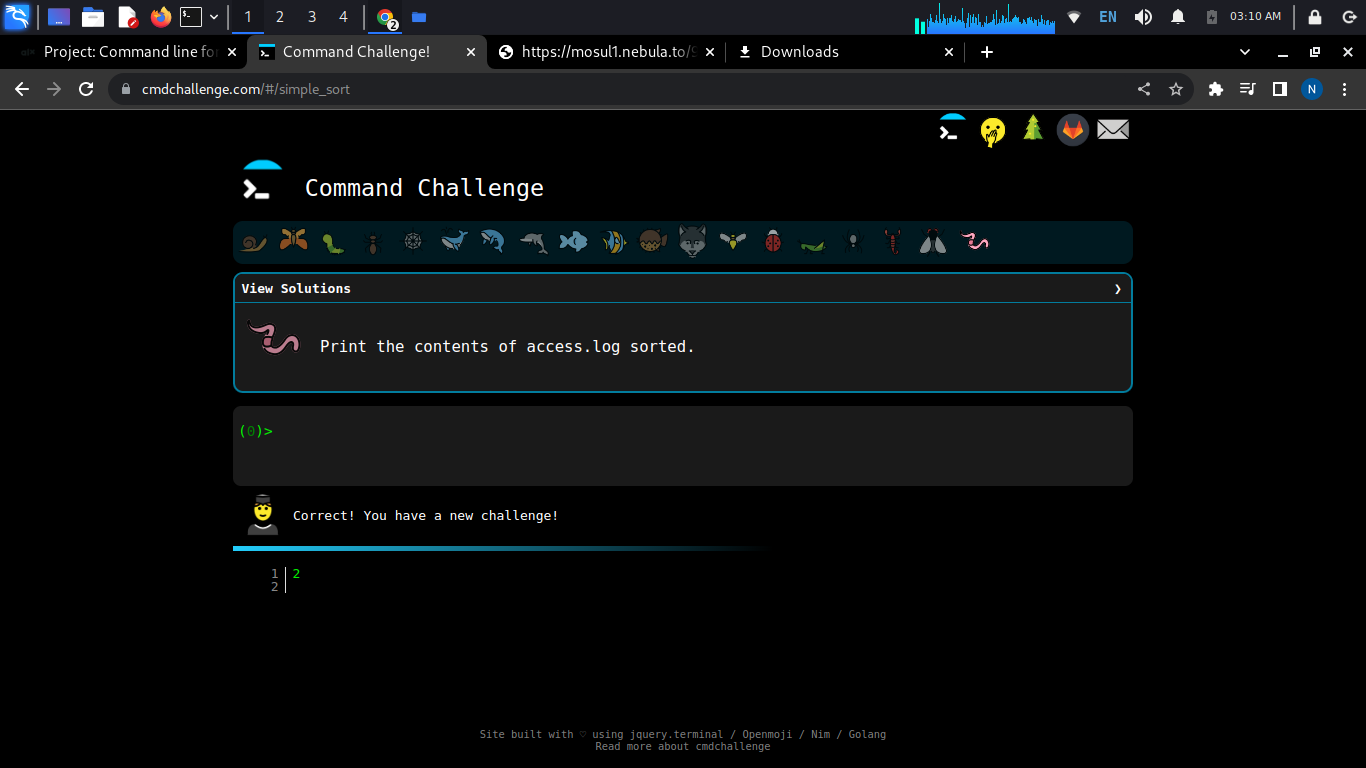 1 2 3 4 2 EN 03:10 AM
Project: Command line fo Command Challenge! https://mosul1.nebula.to/ Downloads
cmdchallenge.com/#/simple_sort N
Command Challenge
View Solutions
Print the contents of access.log sorted.
(0)>
Correct! You have a new challenge!
1 2
2
Site built with ♡ using jquery.terminal / Openmoji / Nim / Golang
Read more about cmdchallenge